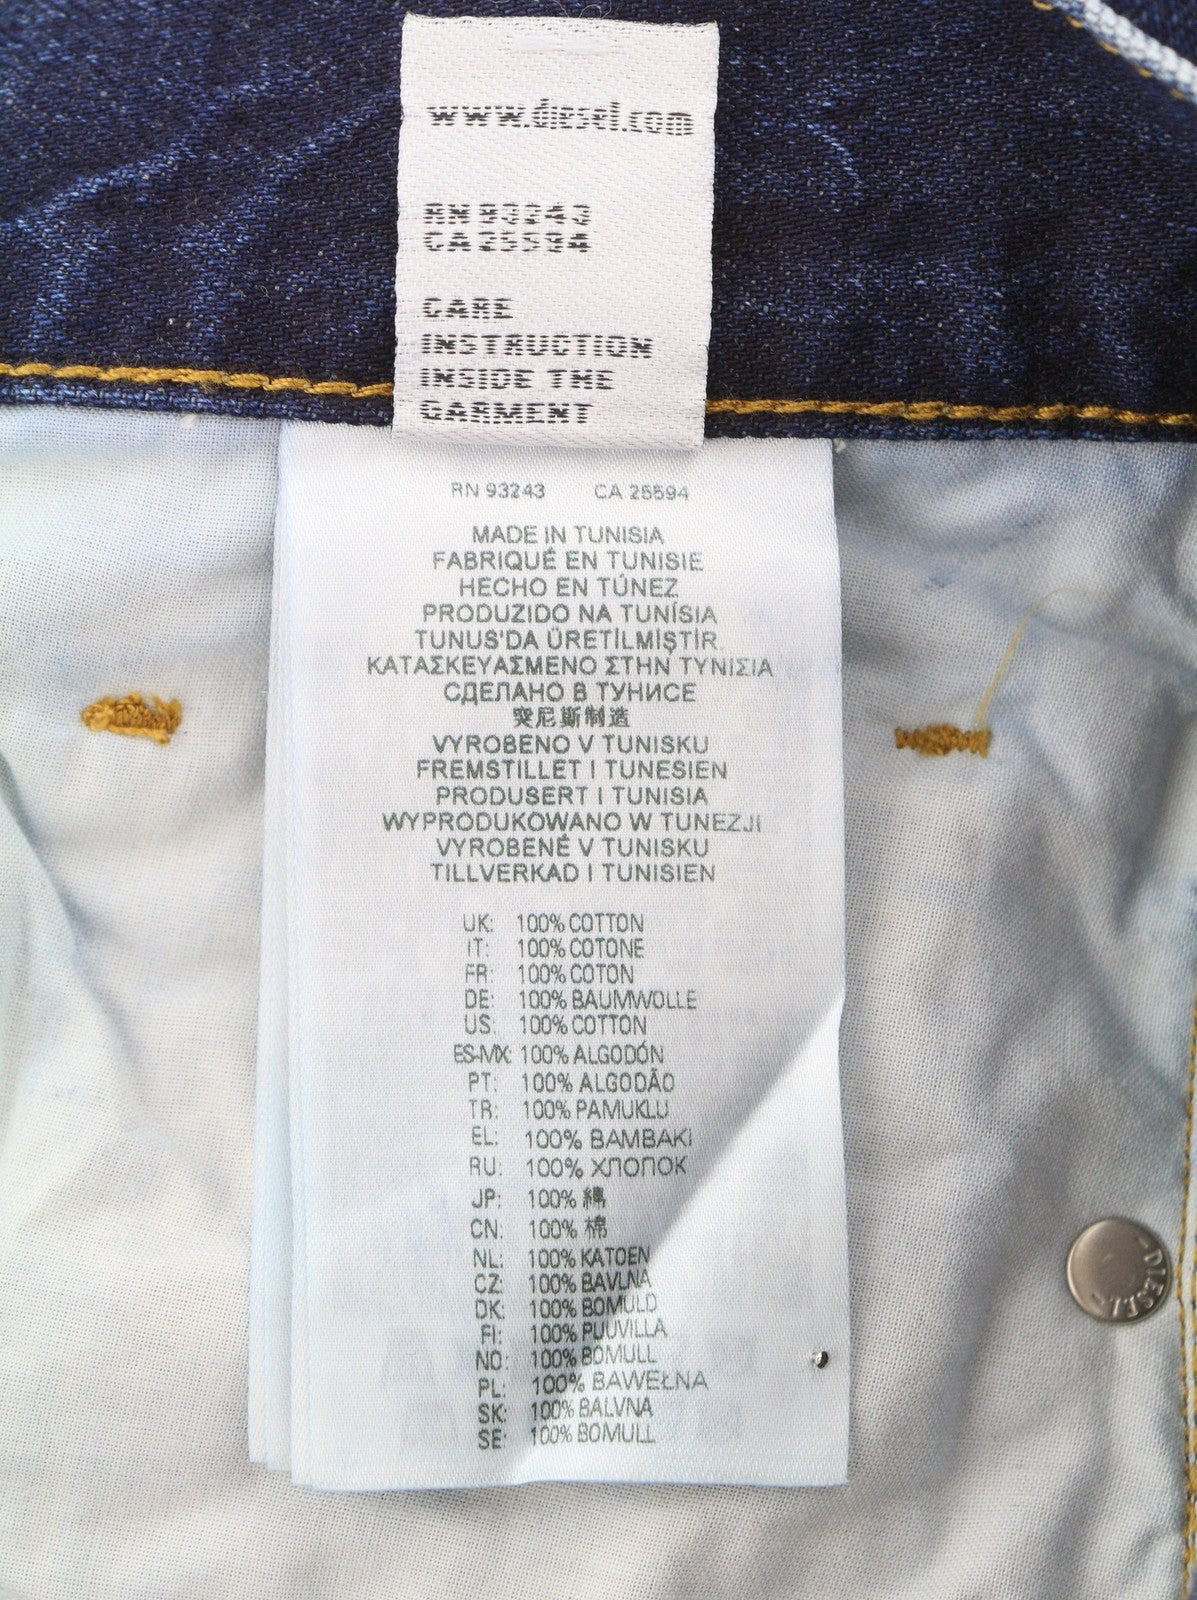 www.diesel.com
RN 93243
CA 25594
CARE
INSTRUCTION
INSIDE THE
GARMENT
RN 93243 CA 25594
MADE IN TUNISIA
FABRIQUÉ EN TUNISIE
HECHO EN TÚNEZ
PRODUZIDO NA TUNÍSIA
TUNUS'DA ÜRETİLMİŞTİR.
ΚΑΤΑΣΚΕΥΑΣΜΕΝΟ ΣΤΗΝ ΤΥΝΙΣΙΑ
СДЕЛАНО В ТУНИСЕ
突尼斯制造
VYROBENO V TUNISKU
FREMSTILLET I TUNESIEN
PRODUSERT I TUNISIA
WYPRODUKOWANO W TUNEZJI
VYROBENÉ V TUNISKU
TILLVERKAD I TUNISIEN
UK: 100% COTTON
IT: 100% COTONE
FR: 100% COTON
DE: 100% BAUMWOLLE
US: 100% COTTON
ES-MX: 100% ALGODÓN
PT: 100% ALGODÃO
TR: 100% PAMUKLU
EL: 100% ΒΑΜΒΑΚΙ
RU: 100% ХЛОПОК
JP: 100% 綿
CN: 100% 棉
NL: 100% KATOEN
CZ: 100% BAVLNA
DK: 100% BOMULD
FI: 100% PUUVILLA
NO: 100% BOMULL
PL: 100% BAWEŁNA
SK: 100% BALVNA
SE: 100% BOMULL
DIESEL